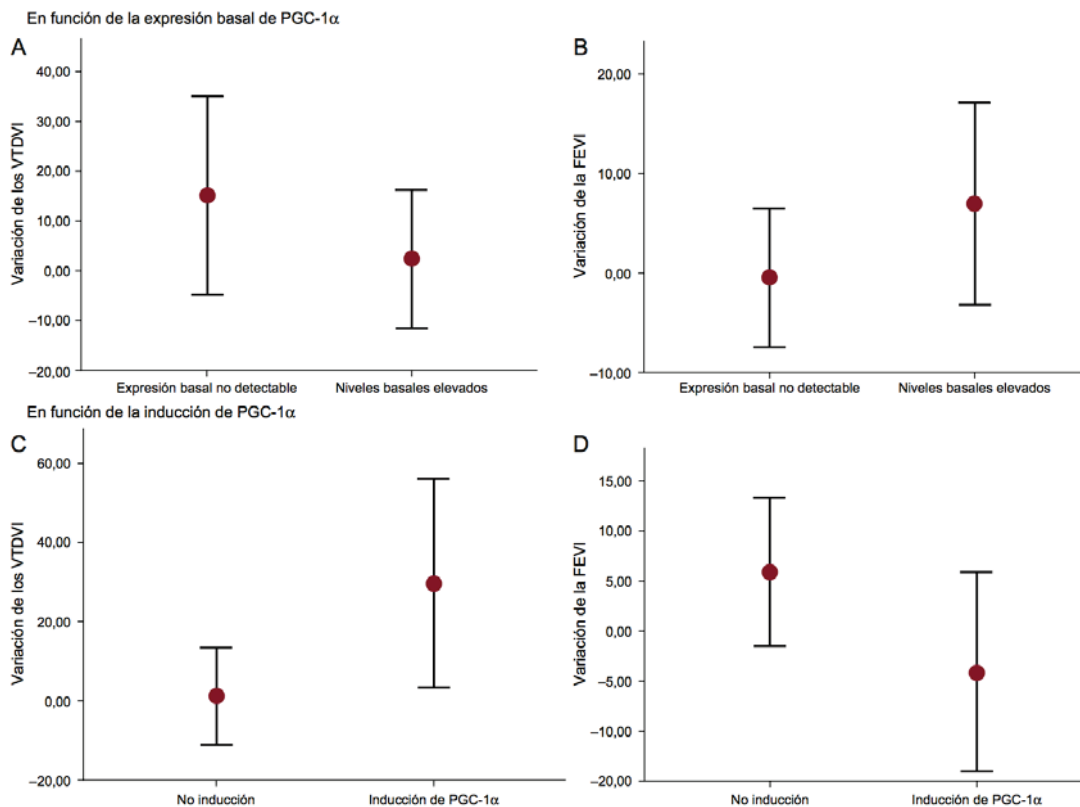 En función de la expresión basal de PGC-1α
A
Variación de los VTDVI
40,00
30,00
20,00
10,00
0,00
–10,00
–20,00
Expresión basal no detectable
Niveles basales elevados
B
Variación de la FEVI
20,00
10,00
0,00
–10,00
Expresión basal no detectable
Niveles basales elevados
En función de la inducción de PGC-1α
C
Variación de los VTDVI
60,00
40,00
20,00
0,00
–20,00
No inducción
Inducción de PGC-1α
D
Variación de la FEVI
15,00
10,00
5,00
0,00
–5,00
–10,00
–15,00
–20,00
No inducción
Inducción de PGC-1α